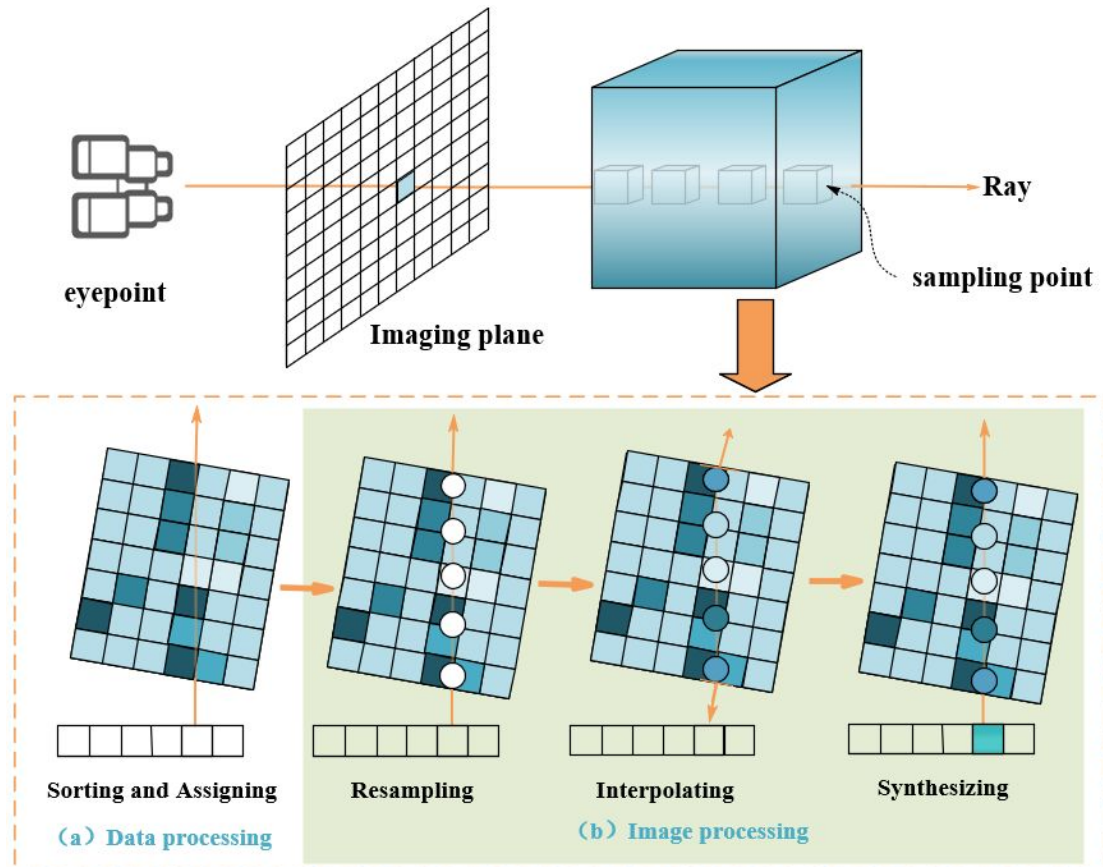 eyepoint
Imaging plane
Ray
sampling point
Sorting and Assigning
Resampling
Interpolating
Synthesizing
（a）Data processing
（b）Image processing